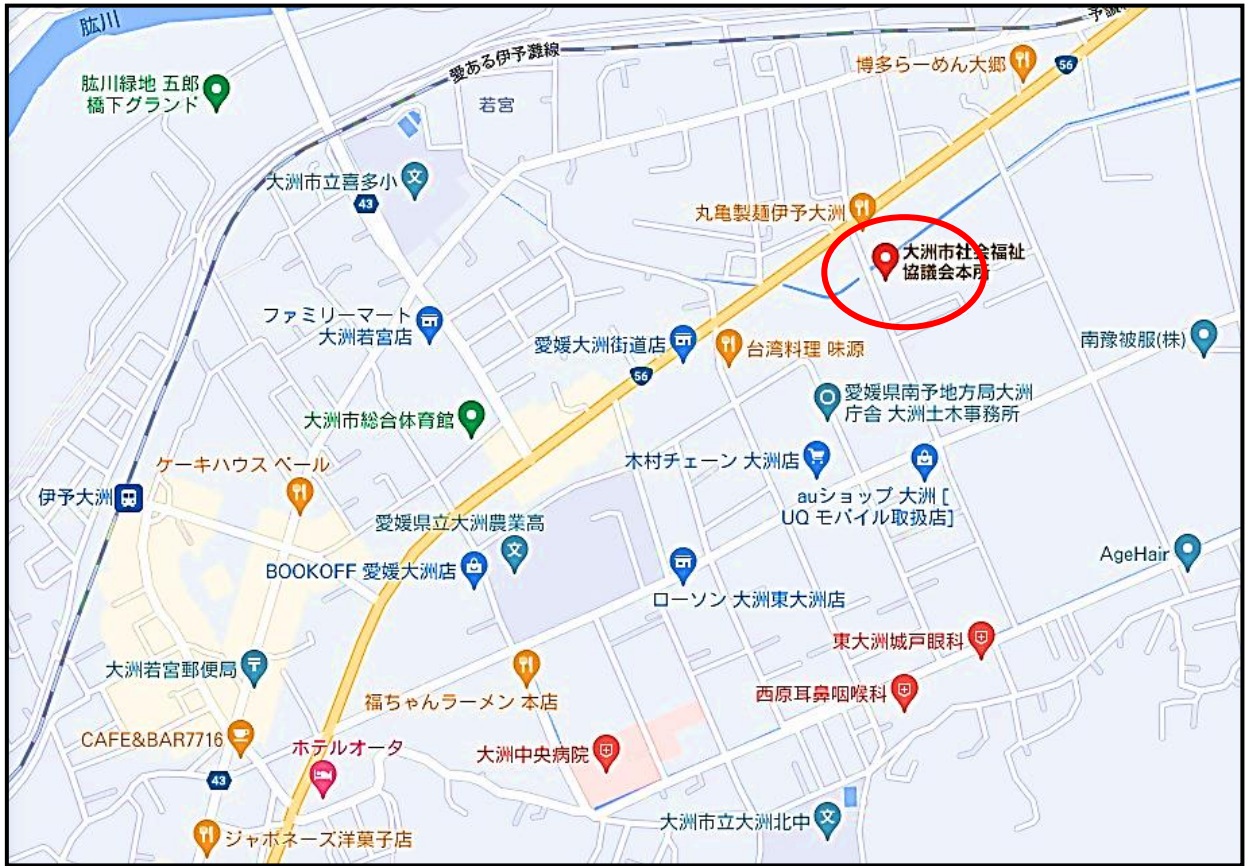 肱川
予讃
愛ある伊予灘線
博多らーめん大郷
56
肱川緑地 五郎
橋下グランド
若宮
大洲市立喜多小
43
丸亀製麺伊予大洲
大洲市社会福祉
協議会本所
ファミリーマート
大洲若宮店
愛媛大洲街道店
台湾料理 味源
南豫被服(株)
56
愛媛県南予地方局大洲
庁舎 大洲土木事務所
大洲市総合体育館
木村チェーン 大洲店
ケーキハウス ベール
伊予大洲
auショップ 大洲 [
UQ モバイル取扱店]
愛媛県立大洲農業高
BOOKOFF 愛媛大洲店
AgeHair
ローソン 大洲東大洲店
東大洲城戸眼科
大洲若宮郵便局
福ちゃんラーメン 本店
西原耳鼻咽喉科
CAFE&BAR7716
ホテルオータ
大洲中央病院
43
大洲市立大洲北中
ジャポネーズ洋菓子店